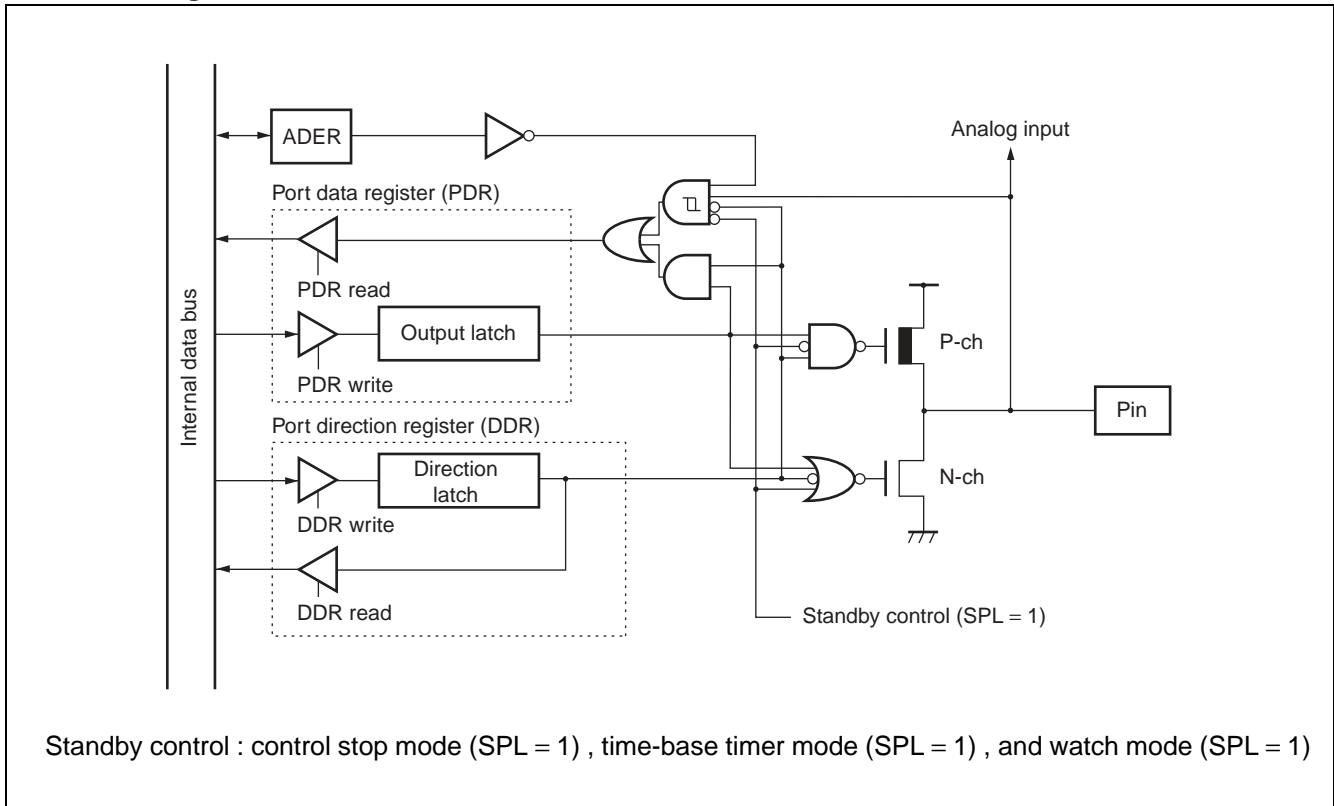 Analog input
ADER
Port data register (PDR)
PDR read
Output latch
P-ch
PDR write
Pin
Internal data bus
Port direction register (DDR)
Direction
latch
N-ch
DDR write
DDR read
Standby control (SPL = 1)
Standby control : control stop mode (SPL = 1) , time-base timer mode (SPL = 1) , and watch mode (SPL = 1)